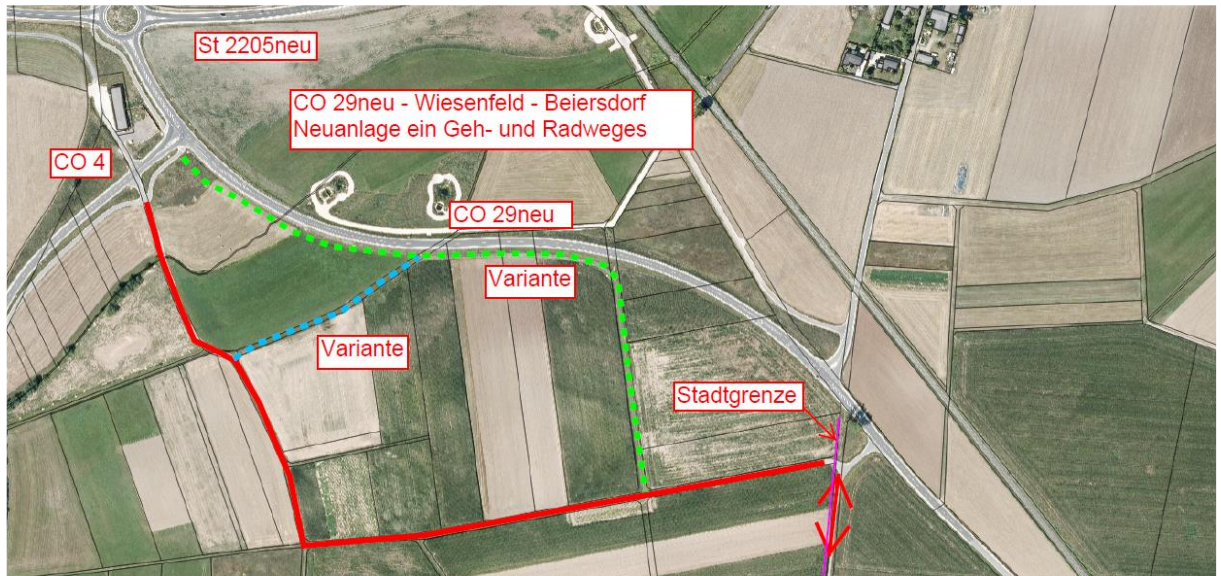 St 2205neu
CO 29neu - Wiesenfeld - Beiersdorf
Neuanlage ein Geh- und Radweges
CO 4
CO 29neu
Variante
Variante
Stadtgrenze